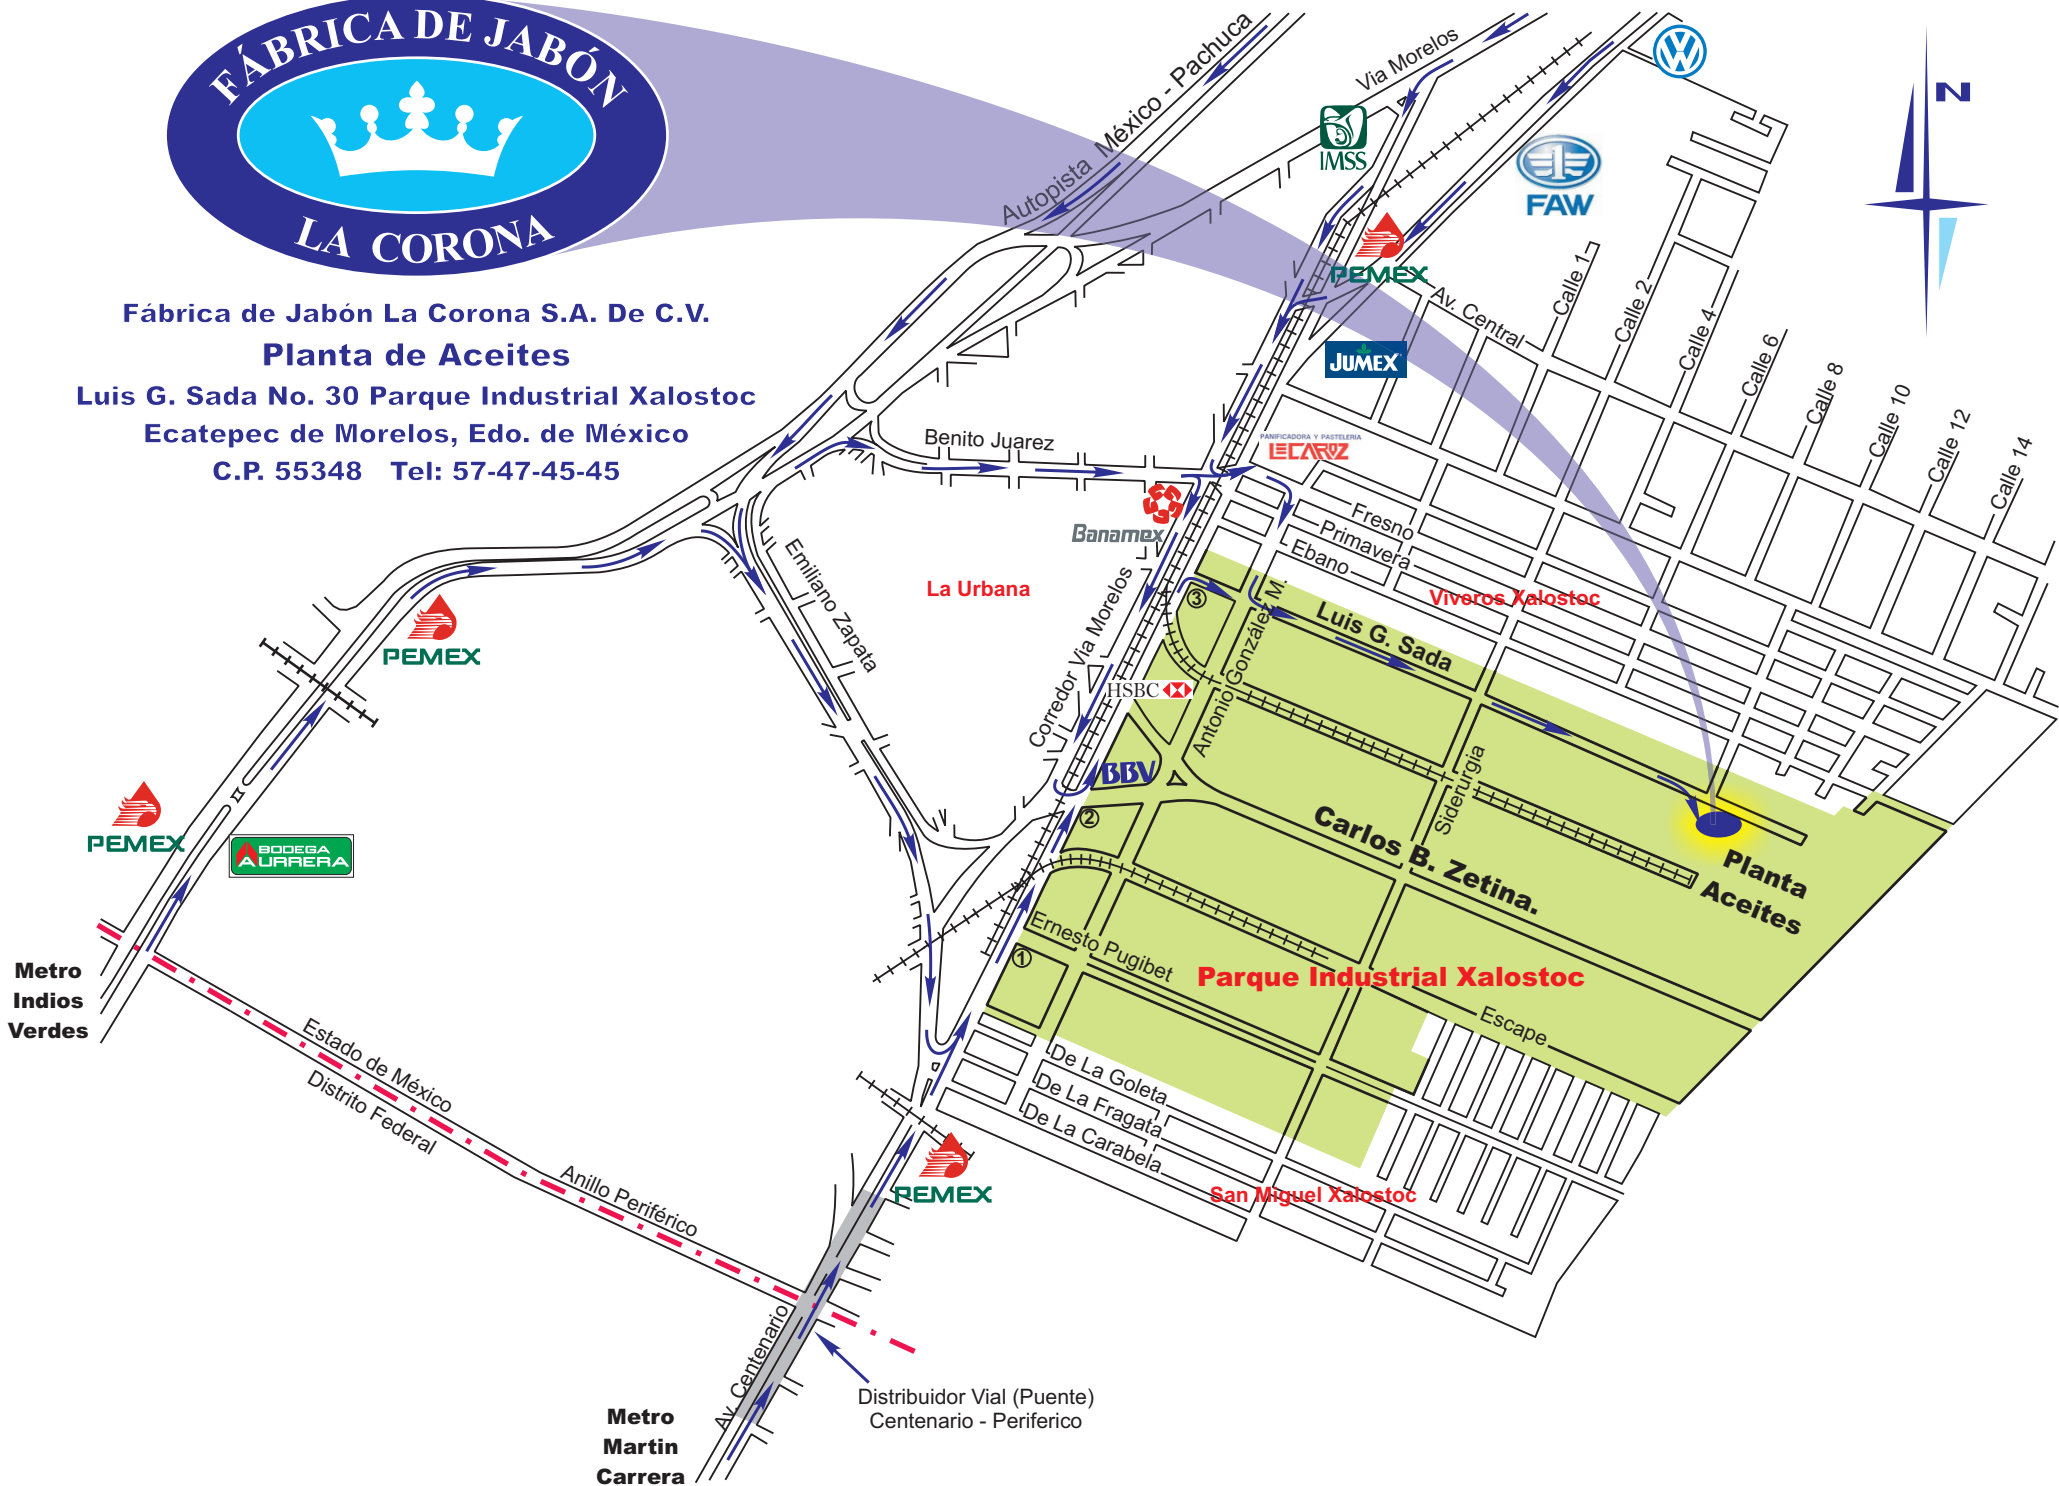 FÁBRICA DE JABÓN
LA CORONA
Fábrica de Jabón La Corona S.A. De C.V.
Planta de Aceites
Luis G. Sada No. 30 Parque Industrial Xalostoc
Ecatepec de Morelos, Edo. de México
C.P. 55348 Tel: 57-47-45-45
Autopista México - Pachuca
Via Morelos
IMSS
FAW
N
PEMEX
JUMEX
Av. Central
Calle 1
Calle 2
Calle 4
Calle 6
Calle 8
Calle 10
Calle 12
Calle 14
PANIFICADORA Y PASTELERIA
LECAROZ
Benito Juarez
Banamex
Fresno
Primavera
Ebano
Emiliano Zapata
La Urbana
Corredor Via Morelos
3
Antonio González M.
Luis G. Sada
Viveros Xalostoc
PEMEX
HSBC
BBV
Siderurgia
2
Carlos B. Zetina.
Planta
Aceites
PEMEX
BODEGA
AURRERA
Ernesto Pugibet
1
Parque Industrial Xalostoc
Escape
Metro
Indios
Verdes
Estado de México
Distrito Federal
Anillo Periférico
De La Goleta
De La Fragata
De La Carabela
PEMEX
San Miguel Xalostoc
Av. Centenario
Distribuidor Vial (Puente)
Centenario - Periferico
Metro
Martin
Carrera